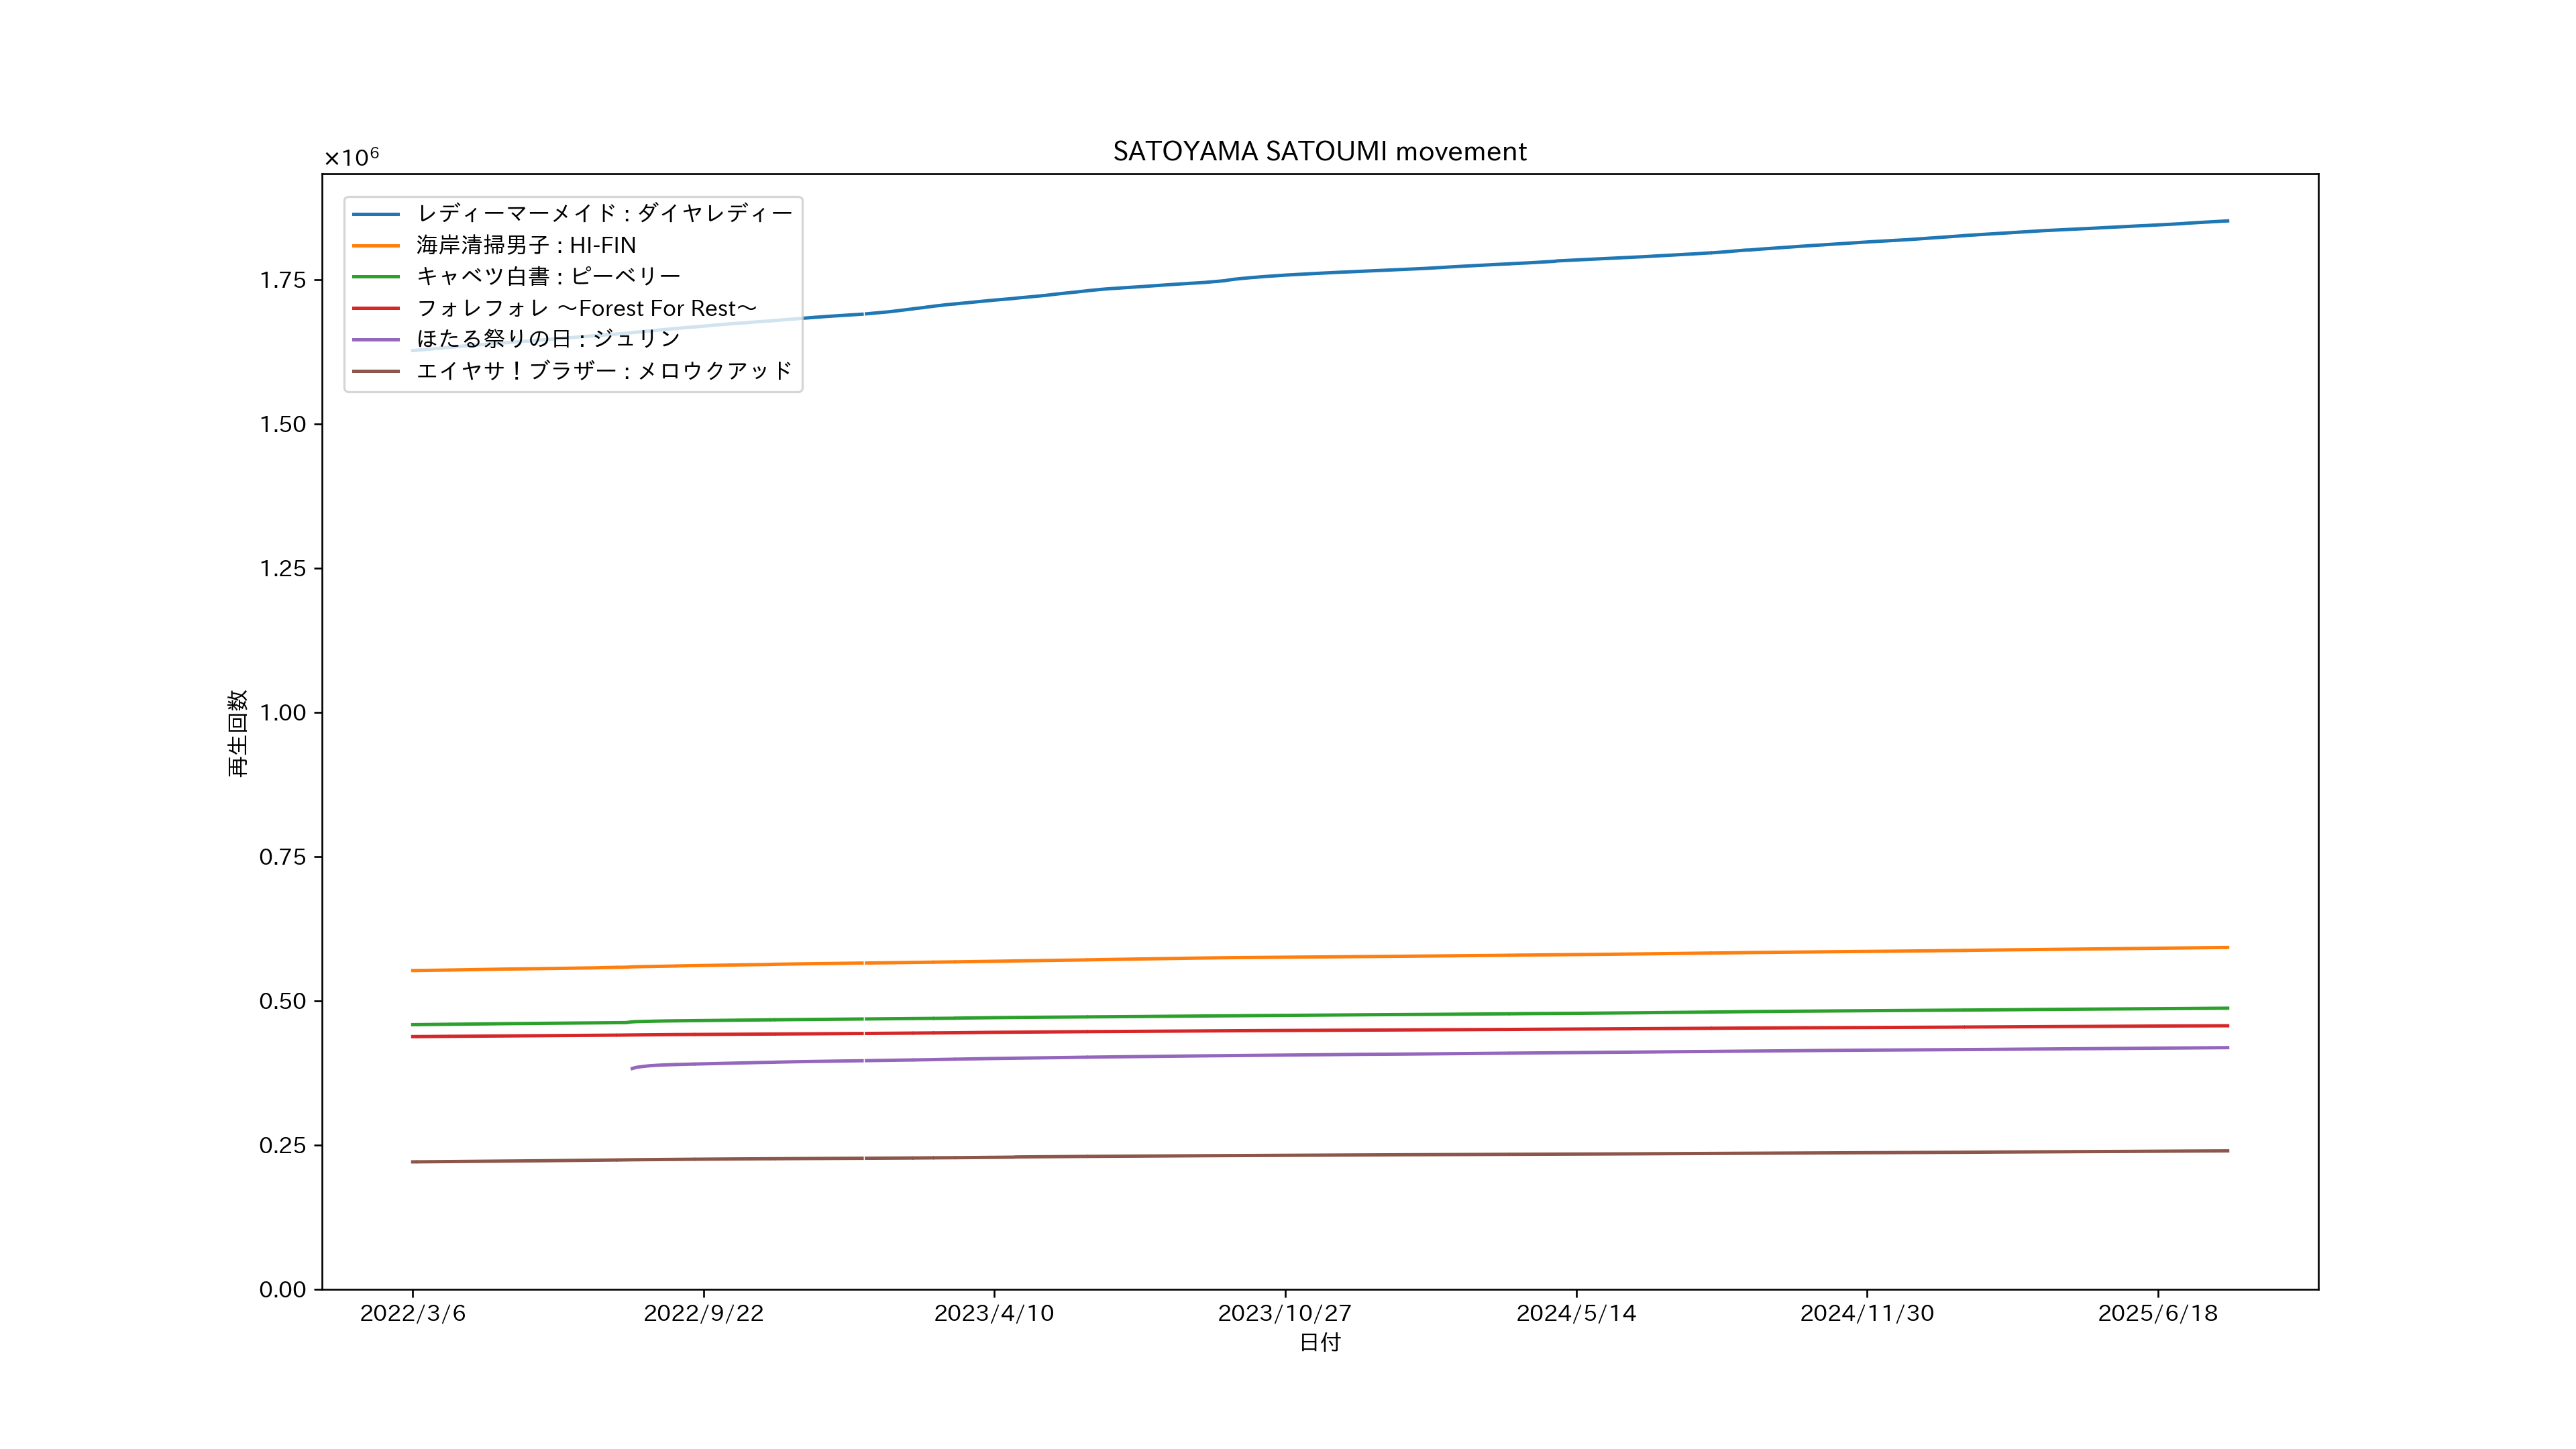 SATOYAMA SATOUMI movement
×10⁶
レディーマーメイド : ダイヤレディー
海岸清掃男子 : HI-FIN
キャベツ白書 : ピーベリー
フォレフォレ ～Forest For Rest～
ほたる祭りの日 : ジュリン
エイヤサ！ブラザー : メロウクアッド
1.75
1.50
1.25
1.00
0.75
0.50
0.25
0.00
再生回数
2022/3/6 2022/9/22 2023/4/10 2023/10/27 2024/5/14 2024/11/30 2025/6/18
日付